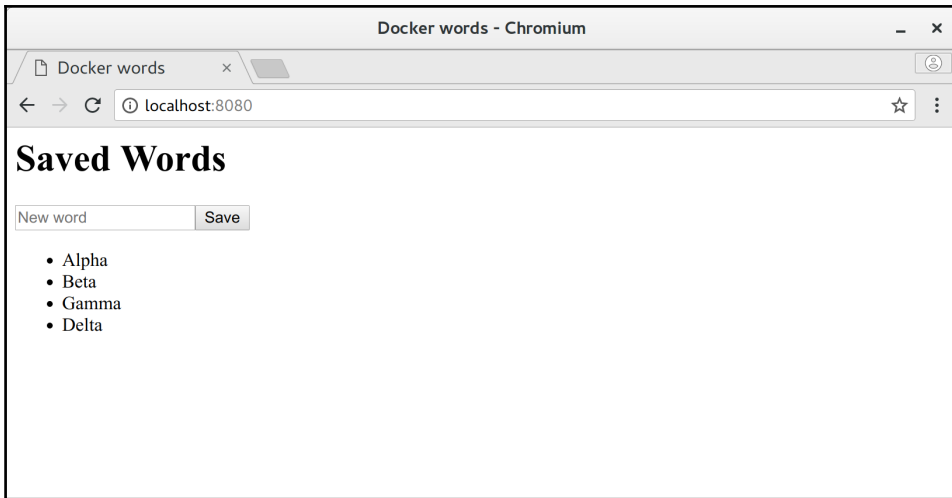 Docker words - Chromium
Docker words
localhost:8080
Saved Words
New word Save
Alpha
Beta
Gamma
Delta